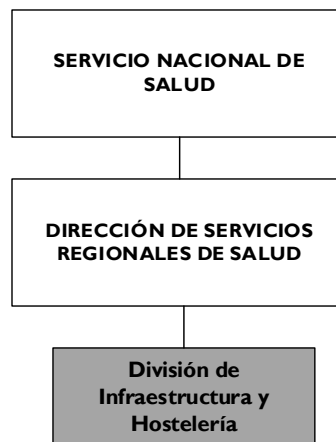 SERVICIO NACIONAL DE
SALUD
DIRECCIÓN DE SERVICIOS
REGIONALES DE SALUD
División de
Infraestructura y
Hostelería